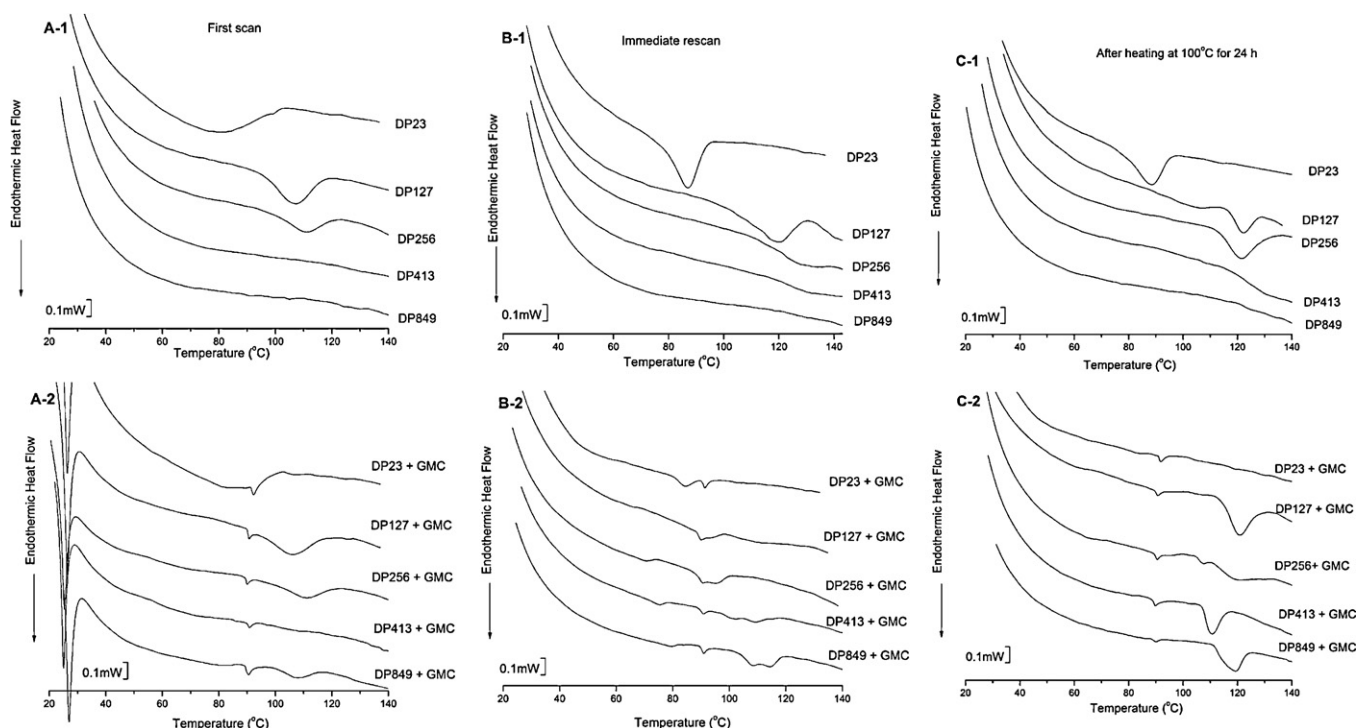 A-1
First scan
Endothermic Heat Flow
DP23
DP127
DP256
DP413
DP849
0.1mW
20 40 60 80 100 120 140
Temperature (°C)
B-1
Immediate rescan
Endothermic Heat Flow
DP23
DP127
DP256
DP413
DP849
0.1mW
20 40 60 80 100 120 140
Temperature (°C)
C-1
After heating at 100°C for 24 h
Endothermic Heat Flow
DP23
DP127
DP256
DP413
DP849
0.1mW
20 40 60 80 100 120 140
Temperature (°C)
A-2
Endothermic Heat Flow
DP23 + GMC
DP127 + GMC
DP256 + GMC
DP413 + GMC
DP849 + GMC
0.1mW
20 40 60 80 100 120 140
Temperature (°C)
B-2
Endothermic Heat Flow
DP23 + GMC
DP127 + GMC
DP256 + GMC
DP413 + GMC
DP849 + GMC
0.1mW
20 40 60 80 100 120 140
Temperature (°C)
C-2
Endothermic Heat Flow
DP23 + GMC
DP127 + GMC
DP256+ GMC
DP413 + GMC
DP849 + GMC
0.1mW
20 40 60 80 100 120 140
Temperature (°C)